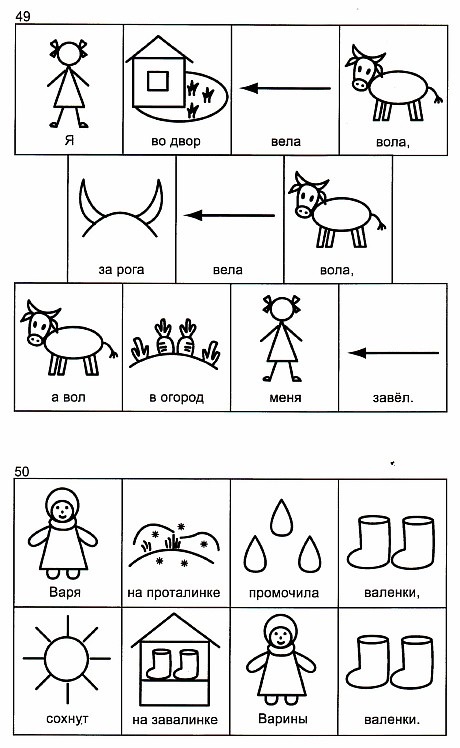 49
Я во двор вела вола,
за рога вела вола,
а вол в огород меня завёл.
50
Варя на проталинке промочила валенки,
сохнут на завалинке Варины валенки.